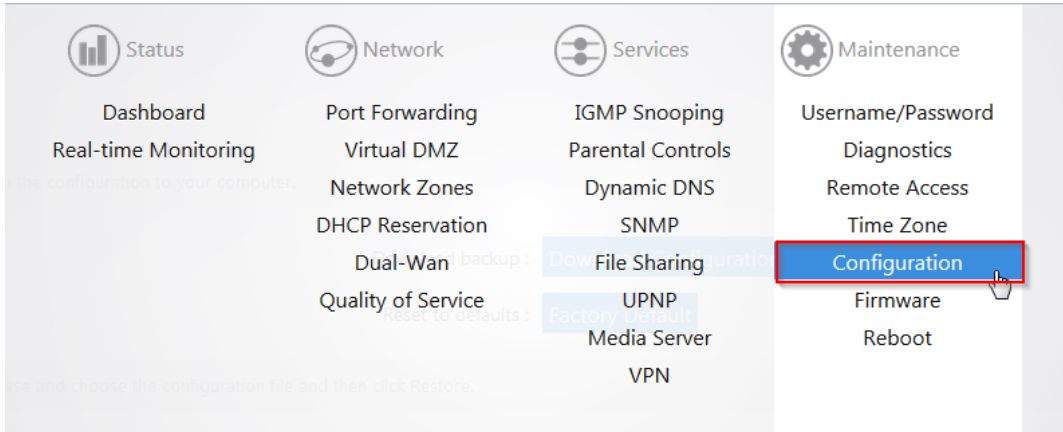 Status
Dashboard
Real-time Monitoring
Network
Port Forwarding
Virtual DMZ
Network Zones
DHCP Reservation
Dual-Wan
Quality of Service
Services
IGMP Snooping
Parental Controls
Dynamic DNS
SNMP
File Sharing
UPNP
Media Server
VPN
Maintenance
Username/Password
Diagnostics
Remote Access
Time Zone
Configuration
Firmware
Reboot
the configuration to your computer.
backup :
Reset to defaults : Factory Default
and choose the configuration file and then click Restore.